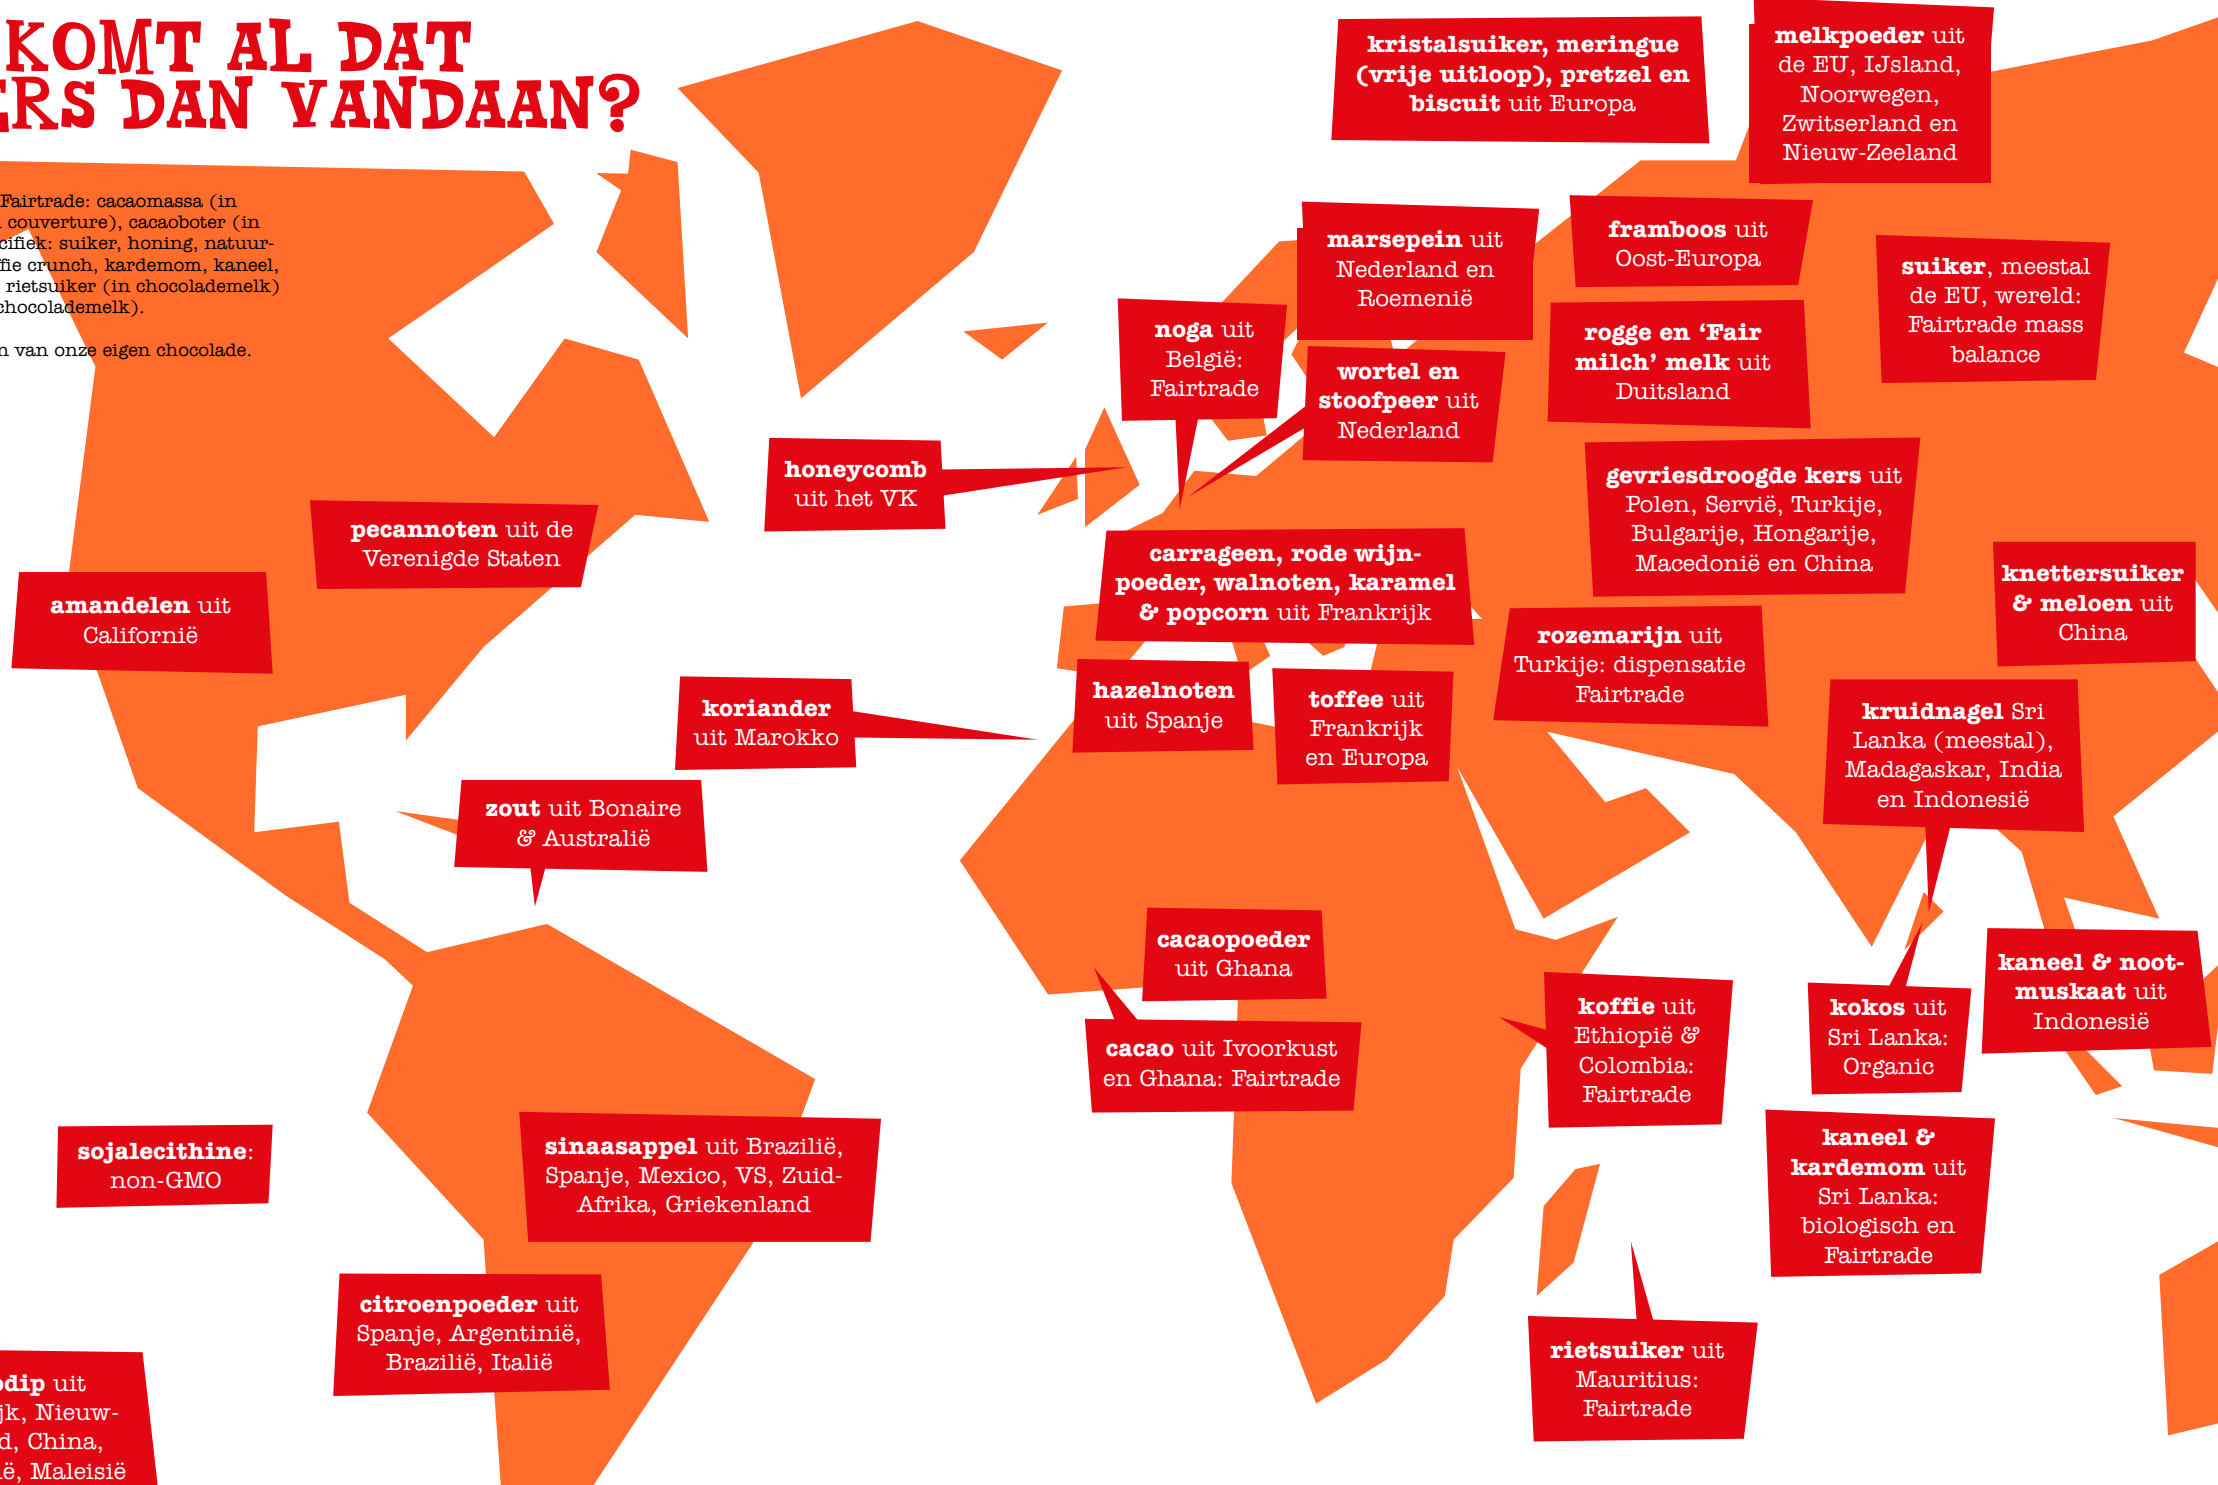 KOMT AL DAT
ERS DAN VANDAAN?
Fairtrade: cacaomassa (in
couverture), cacaoboter (in
cifiek: suiker, honing, natuur-
ffie crunch, kardemom, kaneel,
rietsuiker (in chocolademelk)
chocolademelk).
n van onze eigen chocolade.
kristalsuiker, meringue
(vrije uitloop), pretzel en
biscuit uit Europa
melkpoeder uit
de EU, IJsland,
Noorwegen,
Zwitserland en
Nieuw-Zeeland
marsepein uit
Nederland en
Roemenië
framboos uit
Oost-Europa
suiker, meestal
de EU, wereld:
Fairtrade mass
balance
noga uit
België:
Fairtrade
rogge en ‘Fair
milch’ melk uit
Duitsland
wortel en
stoofpeer uit
Nederland
honeycomb
uit het VK
gevriesdroogde kers uit
Polen, Servië, Turkije,
Bulgarije, Hongarije,
Macedonië en China
pecannoten uit de
Verenigde Staten
carrageen, rode wijn-
poeder, walnoten, karamel
& popcorn uit Frankrijk
knettersuiker
& meloen uit
China
amandelen uit
Californië
rozemarijn uit
Turkije: dispensatie
Fairtrade
koriander
uit Marokko
hazelnoten
uit Spanje
toffee uit
Frankrijk
en Europa
kruidnagel Sri
Lanka (meestal),
Madagaskar, India
en Indonesië
zout uit Bonaire
& Australië
cacaopoeder
uit Ghana
cacao uit Ivoorkust
en Ghana: Fairtrade
koffie uit
Ethiopië &
Colombia:
Fairtrade
kokos uit
Sri Lanka:
Organic
kaneel & noot-
muskaat uit
Indonesië
sojalecithine:
non-GMO
sinaasappel uit Brazilië,
Spanje, Mexico, VS, Zuid-
Afrika, Griekenland
kaneel &
kardemom uit
Sri Lanka:
biologisch en
Fairtrade
citroenpoeder uit
Spanje, Argentinië,
Brazilië, Italië
rietsuiker uit
Mauritius:
Fairtrade
dip uit
jk, Nieuw-
d, China,
ië, Maleisië